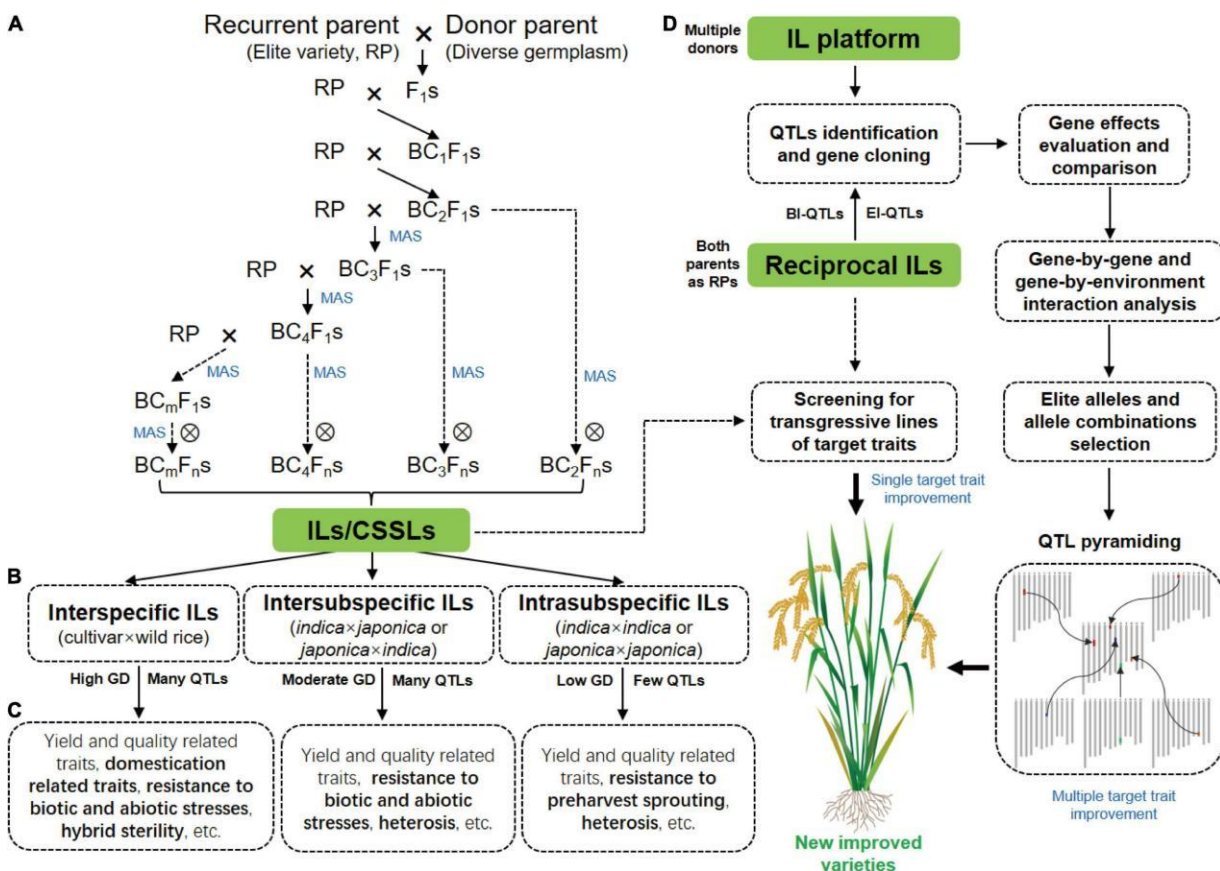 A
Recurrent parent × Donor parent
(Elite variety, RP) (Diverse germplasm)
RP × F₁s
RP × BC₁F₁s
RP × BC₂F₁s
MAS
RP × BC₃F₁s
MAS
RP × BC₄F₁s
MAS MAS MAS MAS
BCₘF₁s
MAS
BCₘFₙs BC₄Fₙs BC₃Fₙs BC₂Fₙs
ILs/CSSLs
B
Interspecific ILs
(cultivar×wild rice)
Intersubspecific ILs
(indica×japonica or
japonica×indica)
Intrasubspecific ILs
(indica×indica or
japonica×japonica)
High GD Many QTLs
Moderate GD Many QTLs
Low GD Few QTLs
C
Yield and quality related
traits, domestication
related traits, resistance to
biotic and abiotic stresses,
hybrid sterility, etc.
Yield and quality related
traits, resistance to
biotic and abiotic
stresses, heterosis, etc.
Yield and quality related
traits, resistance to
preharvest sprouting,
heterosis, etc.
D
Multiple
donors
IL platform
QTLs identification
and gene cloning
Gene effects
evaluation and
comparison
BI-QTLs EI-QTLs
Both
parents
as RPs
Reciprocal ILs
Gene-by-gene and
gene-by-environment
interaction analysis
Screening for
transgressive lines
of target traits
Elite alleles and
allele combinations
selection
Single target trait
improvement
QTL pyramiding
Multiple target trait
improvement
New improved
varieties